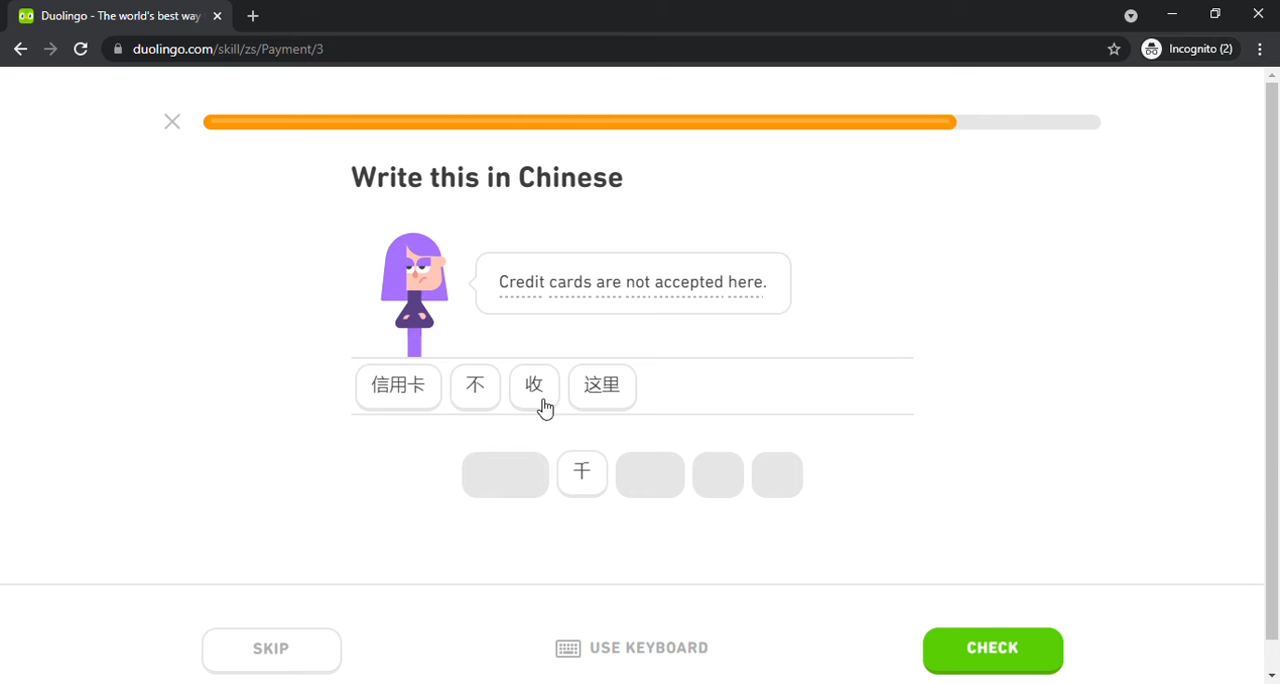 Duolingo - The world's best way
duolingo.com/skill/zs/Payment/3
Incognito (2)
Write this in Chinese
Credit cards are not accepted here.
信用卡 不 收 这里
千
SKIP
USE KEYBOARD
CHECK